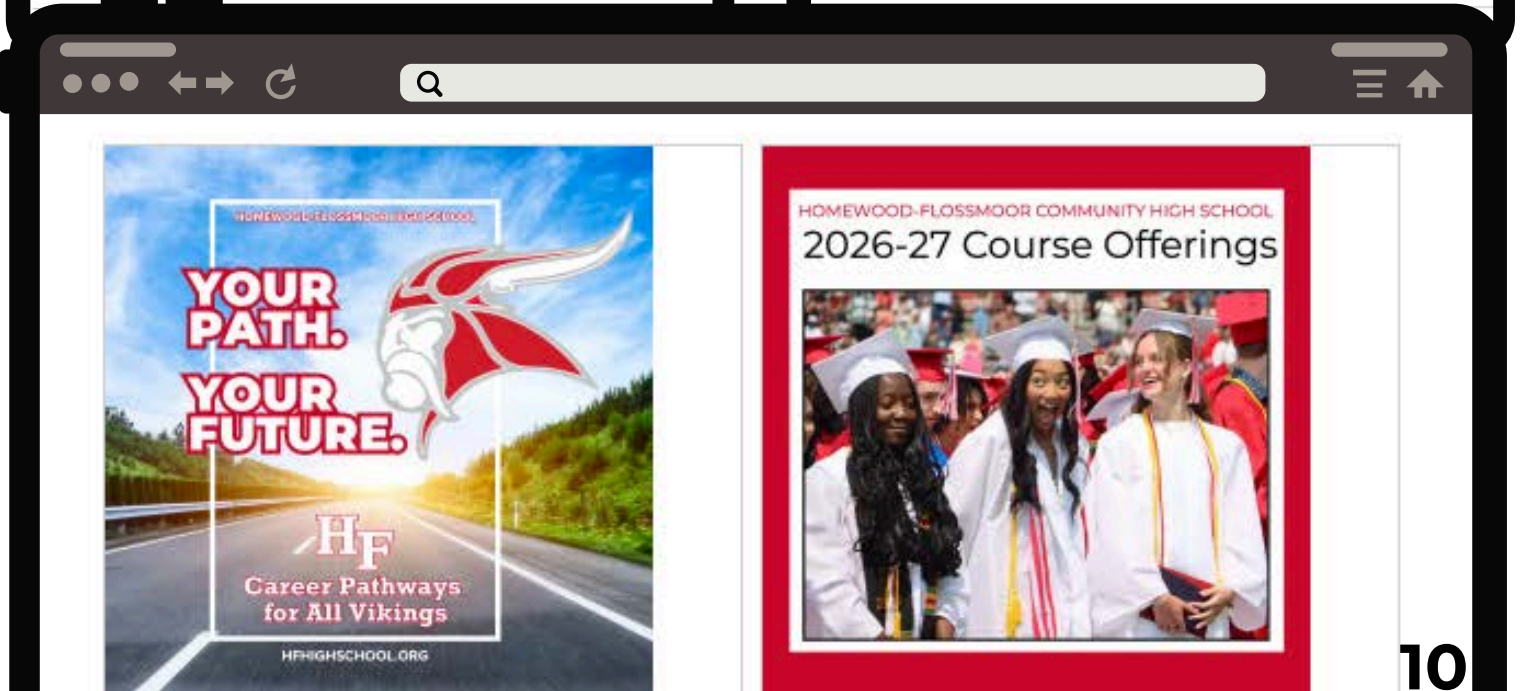 HOMEWOOD-FLOSSMOOR HIGH SCHOOL
YOUR
PATH.
YOUR
FUTURE.
HF
Career Pathways
for All Vikings
HFHIGHSCHOOL.ORG
HOMEWOOD-FLOSSMOOR COMMUNITY HIGH SCHOOL
2026-27 Course Offerings
10